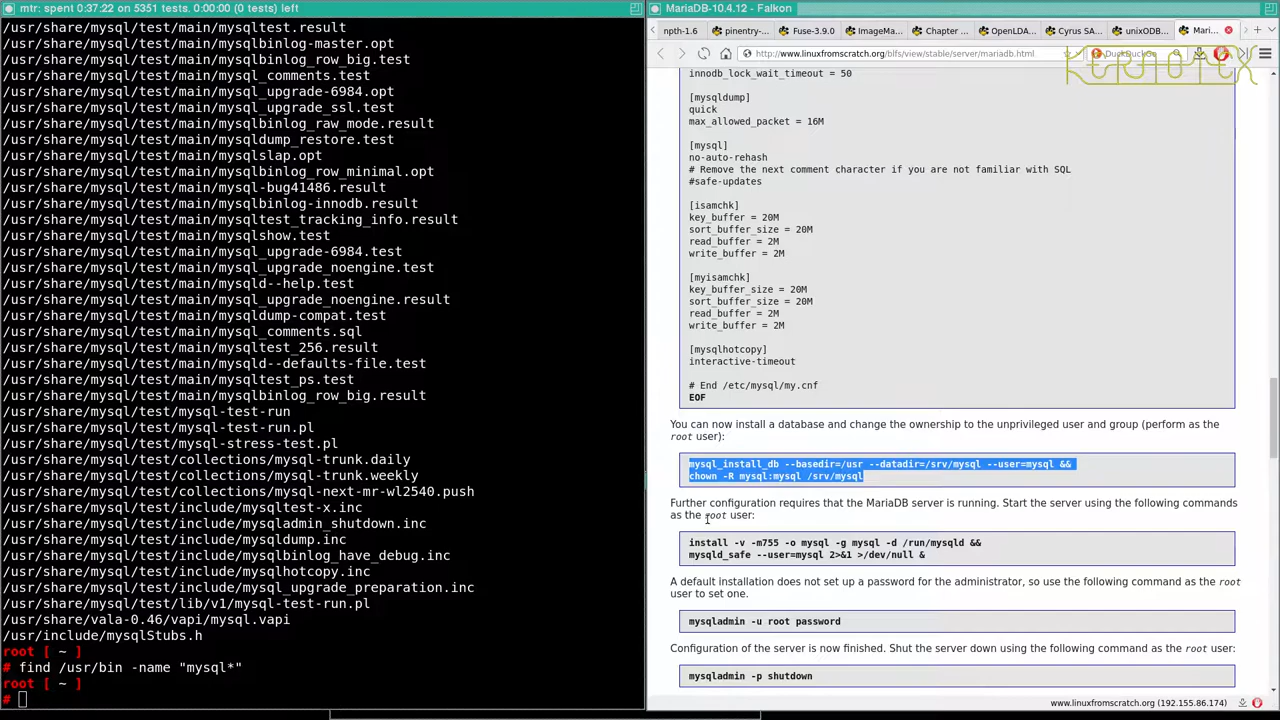 mtr: spent 0:37:22 on 5351 tests. 0:00:00 (0 tests) left
/usr/share/mysql/test/main/mysqltest.result
/usr/share/mysql/test/main/mysqlbinlog-master.opt
/usr/share/mysql/test/main/mysqlbinlog_row_big.test
/usr/share/mysql/test/main/mysql_comments.test
/usr/share/mysql/test/main/mysql_upgrade-6984.opt
/usr/share/mysql/test/main/mysql_upgrade_ssl.test
/usr/share/mysql/test/main/mysqlbinlog_raw_mode.result
/usr/share/mysql/test/main/mysqldump_restore.test
/usr/share/mysql/test/main/mysqlslap.opt
/usr/share/mysql/test/main/mysqlbinlog_row_minimal.opt
/usr/share/mysql/test/main/mysql-bug41486.result
/usr/share/mysql/test/main/mysqlbinlog-innodb.result
/usr/share/mysql/test/main/mysqltest_tracking_info.result
/usr/share/mysql/test/main/mysqlshow.test
/usr/share/mysql/test/main/mysql_upgrade-6984.test
/usr/share/mysql/test/main/mysql_upgrade_noengine.test
/usr/share/mysql/test/main/mysqld--help.test
/usr/share/mysql/test/main/mysql_upgrade_noengine.result
/usr/share/mysql/test/main/mysqldump-compat.test
/usr/share/mysql/test/main/mysql_comments.sql
/usr/share/mysql/test/main/mysqltest_256.result
/usr/share/mysql/test/main/mysqld--defaults-file.test
/usr/share/mysql/test/main/mysqltest_ps.test
/usr/share/mysql/test/main/mysqlbinlog_row_big.result
/usr/share/mysql/test/mysql-test-run
/usr/share/mysql/test/mysql-test-run.pl
/usr/share/mysql/test/mysql-stress-test.pl
/usr/share/mysql/test/collections/mysql-trunk.daily
/usr/share/mysql/test/collections/mysql-trunk.weekly
/usr/share/mysql/test/collections/mysql-next-mr-wl2540.push
/usr/share/mysql/test/include/mysqltest-x.inc
/usr/share/mysql/test/include/mysqladmin_shutdown.inc
/usr/share/mysql/test/include/mysqldump.inc
/usr/share/mysql/test/include/mysqlbinlog_have_debug.inc
/usr/share/mysql/test/include/mysqlhotcopy.inc
/usr/share/mysql/test/include/mysql_upgrade_preparation.inc
/usr/share/mysql/test/lib/v1/mysql-test-run.pl
/usr/share/vala-0.46/vapi/mysql.vapi
/usr/include/mysqlStubs.h
root [ ~ ]
# find /usr/bin -name "mysql*"
root [ ~ ]
#
MariaDB-10.4.12 - Falkon
npth-1.6 pinentry-... Fuse-3.9.0 ImageMa... Chapter ... OpenLDA... Cyrus SA... unixODB... Mari...
http://www.linuxfromscratch.org/blfs/view/stable/server/mariadb.html DuckDuckGo
KERNOTEX
innodb_lock_wait_timeout = 50
[mysqldump]
quick
max_allowed_packet = 16M
[mysql]
no-auto-rehash
# Remove the next comment character if you are not familiar with SQL
#safe-updates
[isamchk]
key_buffer = 20M
sort_buffer_size = 20M
read_buffer = 2M
write_buffer = 2M
[myisamchk]
key_buffer_size = 20M
sort_buffer_size = 20M
read_buffer = 2M
write_buffer = 2M
[mysqlhotcopy]
interactive-timeout
# End /etc/mysql/my.cnf
EOF
You can now install a database and change the ownership to the unprivileged user and group (perform as the
root user):
mysql_install_db --basedir=/usr --datadir=/srv/mysql --user=mysql &&
chown -R mysql:mysql /srv/mysql
Further configuration requires that the MariaDB server is running. Start the server using the following commands
as the root user:
install -v -m755 -o mysql -g mysql -d /run/mysqld &&
mysqld_safe --user=mysql 2>&1 >/dev/null &
A default installation does not set up a password for the administrator, so use the following command as the root
user to set one.
mysqladmin -u root password
Configuration of the server is now finished. Shut the server down using the following command as the root user:
mysqladmin -p shutdown
www.linuxfromscratch.org (192.155.86.174)